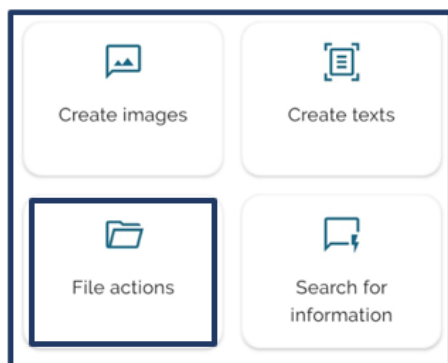 Create images
Create texts
File actions
Search for
information